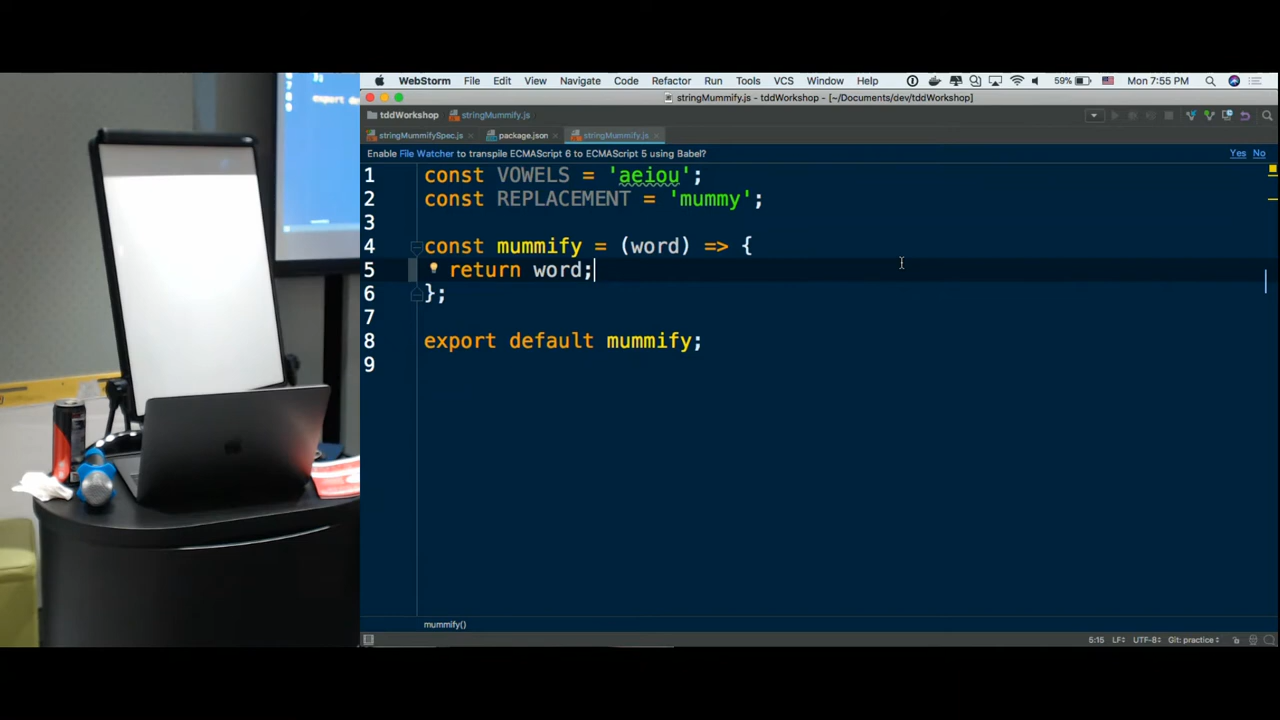 WebStorm File Edit View Navigate Code Refactor Run Tools VCS Window Help 59% Mon 7:55 PM
stringMummify.js - tddWorkshop - [~/Documents/dev/tddWorkshop]
tddWorkshop stringMummify.js
stringMummifySpec.js package.json stringMummify.js
Enable File Watcher to transpile ECMAScript 6 to ECMAScript 5 using Babel? Yes No
1 const VOWELS = 'aeiou';
2 const REPLACEMENT = 'mummy';
3
4 const mummify = (word) => {
5 return word;
6 };
7
8 export default mummify;
9
mummify()
5:15 LF÷ UTF-8÷ Git: practice÷